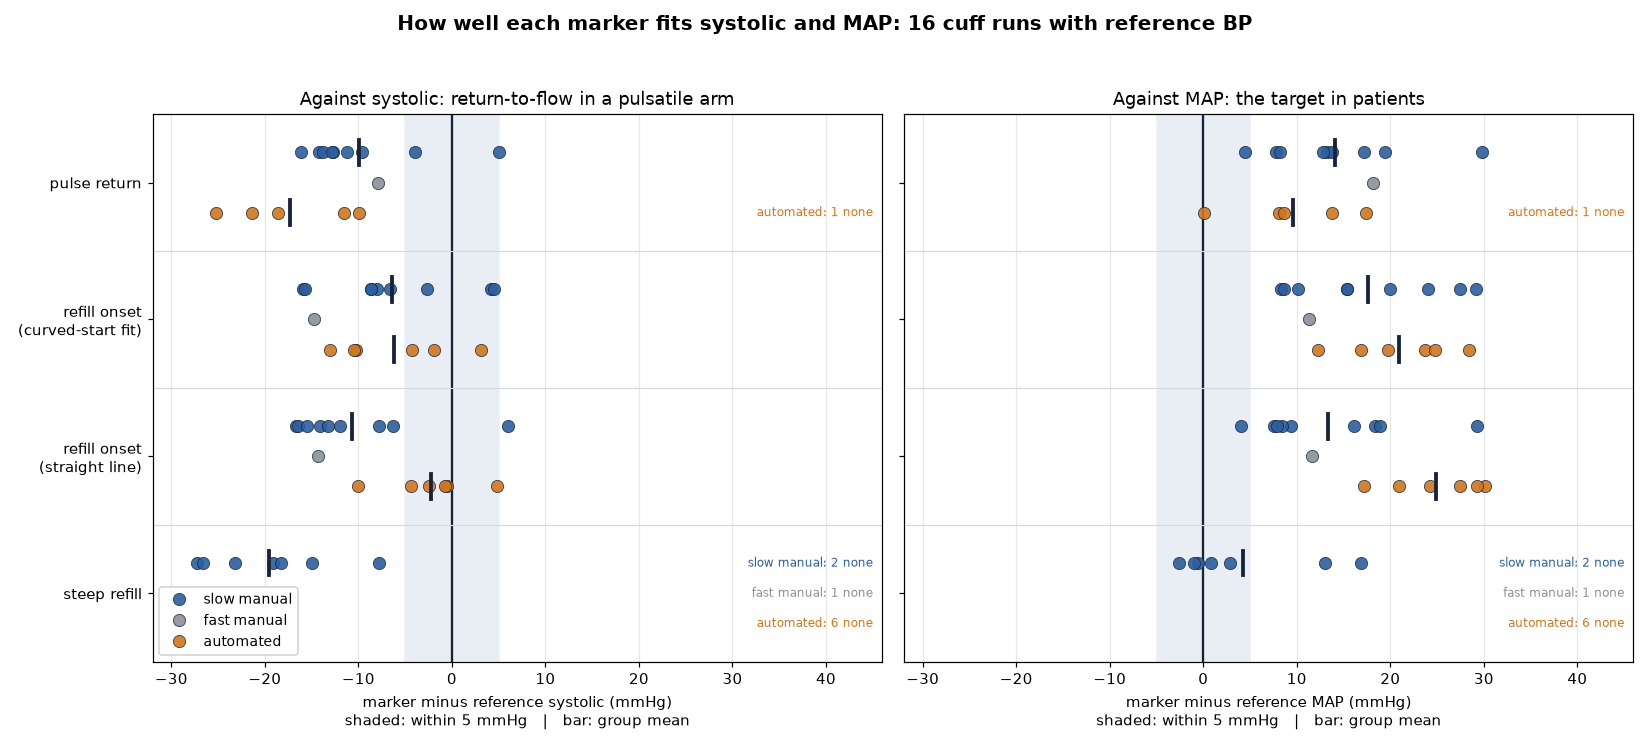 How well each marker fits systolic and MAP: 16 cuff runs with reference BP
Against systolic: return-to-flow in a pulsatile arm
Against MAP: the target in patients
pulse return
automated: 1 none
automated: 1 none
refill onset
(curved-start fit)
refill onset
(straight line)
steep refill
slow manual: 2 none
fast manual: 1 none
automated: 6 none
slow manual: 2 none
fast manual: 1 none
automated: 6 none
slow manual
fast manual
automated
−30 −20 −10 0 10 20 30 40
−30 −20 −10 0 10 20 30 40
marker minus reference systolic (mmHg)
shaded: within 5 mmHg | bar: group mean
marker minus reference MAP (mmHg)
shaded: within 5 mmHg | bar: group mean